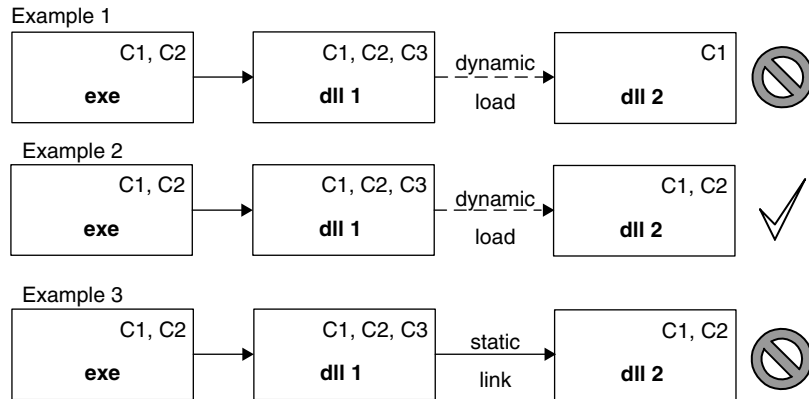 Example 1
C1, C2
exe
C1, C2, C3
dll 1
dynamic
load
C1
dll 2
Example 2
C1, C2
exe
C1, C2, C3
dll 1
dynamic
load
C1, C2
dll 2
Example 3
C1, C2
exe
C1, C2, C3
dll 1
static
link
C1, C2
dll 2